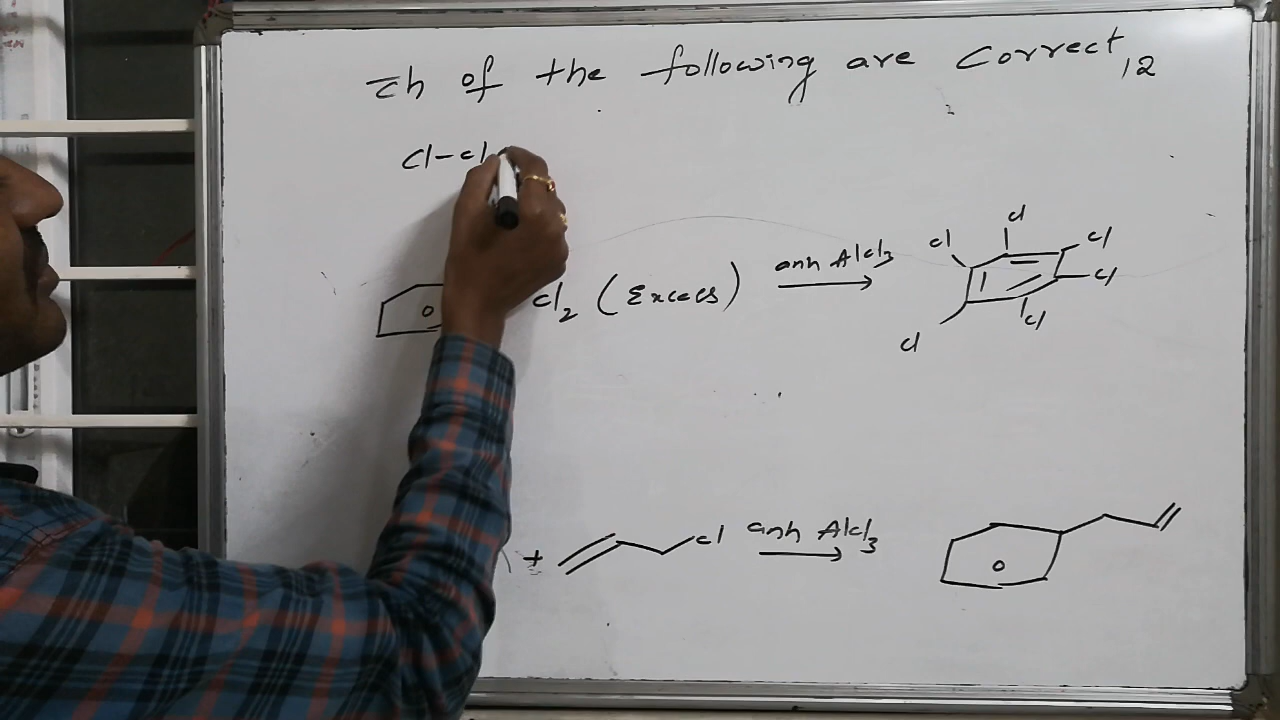 of the following are Correct, 12
Cl-cl
cl2 (Excess) anh Alcl3
cl cl cl cl cl cl
+ cl anh Alcl3